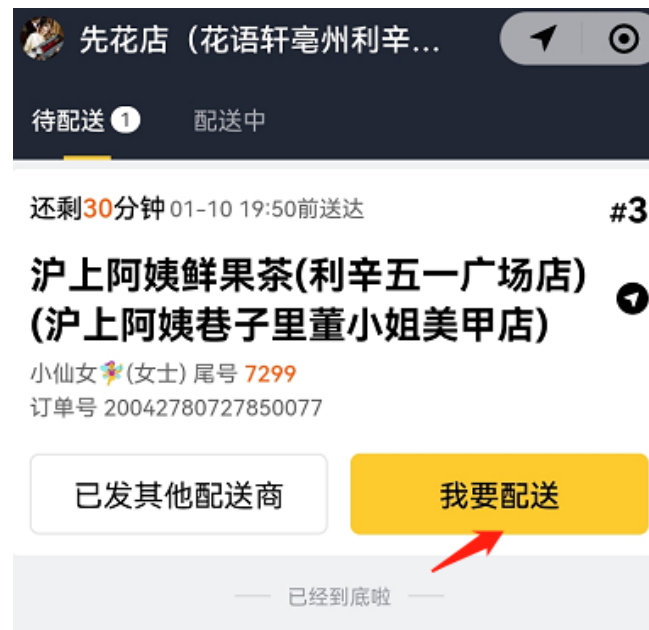 先花店（花语轩亳州利辛...
待配送 1 配送中
还剩30分钟 01-10 19:50前送达 #3
沪上阿姨鲜果茶(利辛五一广场店)
(沪上阿姨巷子里董小姐美甲店)
小仙女🧚(女士) 尾号 7299
订单号 20042780727850077
已发其他配送商 我要配送
已经到底啦